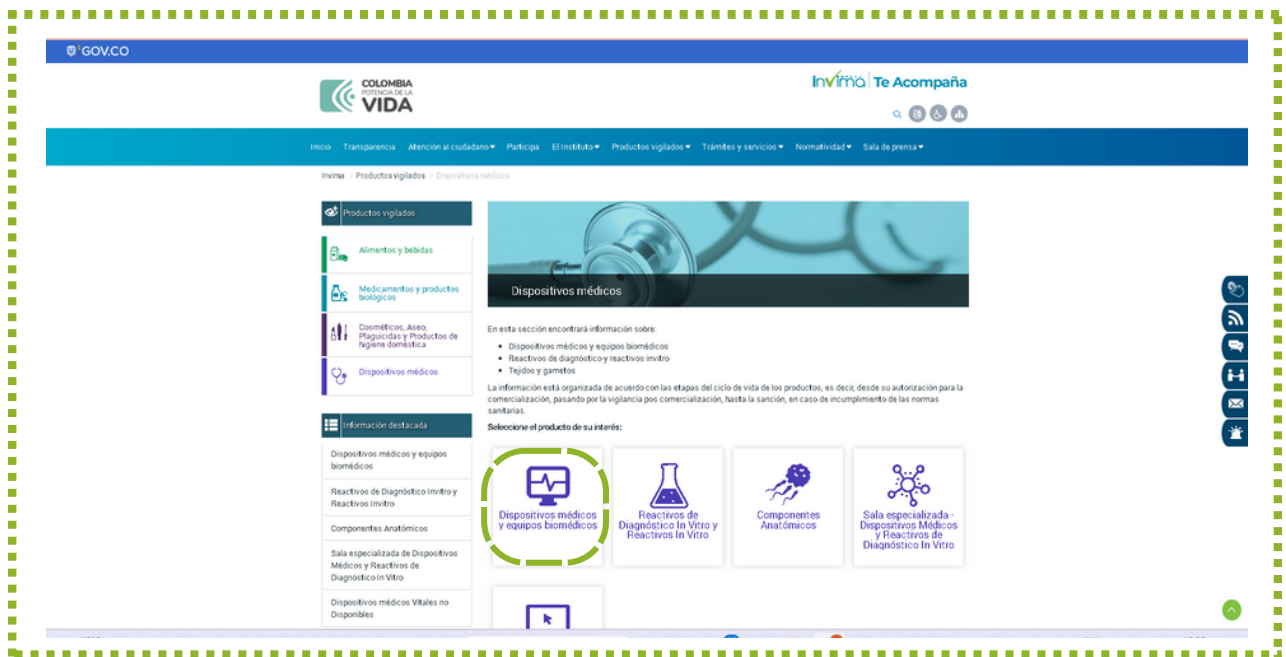 GOV.CO
COLOMBIA
POTENCIA DE LA
VIDA
invima Te Acompaña
Inicio Transparencia Atención al ciudadano Participa El Instituto Productos vigilados Trámites y servicios Normatividad Sala de prensa
Invima > Productos vigilados > Dispositivos médicos
Productos vigilados
Alimentos y bebidas
Medicamentos y productos
biológicos
Cosméticos, Aseo,
Plaguicidas y Productos de
higiene doméstica
Dispositivos médicos
Información destacada
Dispositivos médicos y equipos
biomédicos
Reactivos de Diagnóstico Invitro y
Reactivos Invitro
Componentes Anatómicos
Sala especializada de Dispositivos
Médicos y Reactivos de
Diagnóstico In Vitro
Dispositivos médicos Vitales no
Disponibles
Dispositivos médicos
En esta sección encontrará información sobre:
• Dispositivos médicos y equipos biomédicos
• Reactivos de diagnóstico y reactivos invitro
• Tejidos y gametos
La información está organizada de acuerdo con las etapas del ciclo de vida de los productos, es decir, desde su autorización para la
comercialización, pasando por la vigilancia pos comercialización, hasta la sanción, en caso de incumplimiento de las normas
sanitarias.
Seleccione el producto de su interés:
Dispositivos médicos
y equipos biomédicos
Reactivos de
Diagnóstico In Vitro y
Reactivos In Vitro
Componentes
Anatómicos
Sala especializada -
Dispositivos Médicos
y Reactivos de
Diagnóstico In Vitro